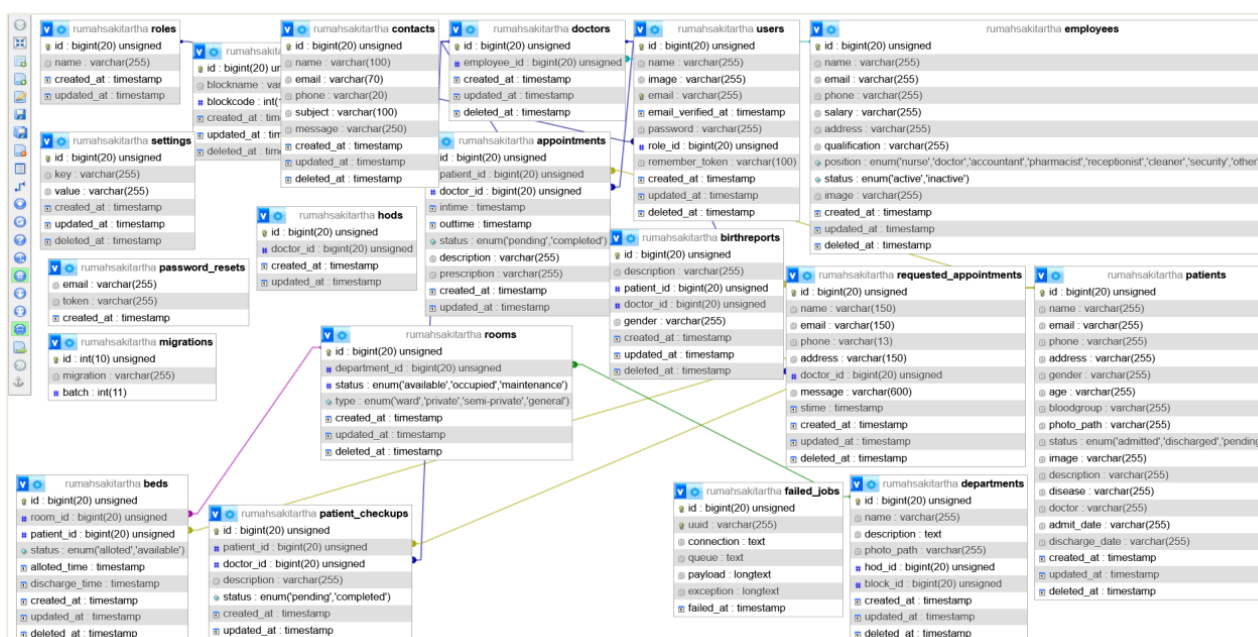 rumahsakitartha roles
id : bigint(20) unsigned
name : varchar(255)
created_at : timestamp
updated_at : timestamp
id : bigint(20)
blockname :
blockcode :
created_at :
updated_at :
deleted_at :
rumahsakitartha contacts
id : bigint(20) unsigned
name : varchar(100)
email : varchar(70)
phone : varchar(20)
subject : varchar(100)
message : varchar(250)
created_at : timestamp
updated_at : timestamp
deleted_at : timestamp
rumahsakitartha doctors
id : bigint(20) unsigned
employee_id : bigint(20) unsigned
created_at : timestamp
updated_at : timestamp
deleted_at : timestamp
rumahsakitartha users
id : bigint(20) unsigned
name : varchar(255)
image : varchar(255)
email : varchar(255)
email_verified_at : timestamp
password : varchar(255)
role_id : bigint(20) unsigned
remember_token : varchar(100)
created_at : timestamp
updated_at : timestamp
deleted_at : timestamp
rumahsakitartha employees
id : bigint(20) unsigned
name : varchar(255)
email : varchar(255)
phone : varchar(255)
salary : varchar(255)
address : varchar(255)
qualification : varchar(255)
position : enum('nurse','doctor','accountant','pharmacist','receptionist','cleaner','security','other
status : enum('active','inactive')
image : varchar(255)
created_at : timestamp
updated_at : timestamp
deleted_at : timestamp
rumahsakitartha settings
id : bigint(20) unsigned
key : varchar(255)
value : varchar(255)
created_at : timestamp
updated_at : timestamp
deleted_at : timestamp
rumahsakitartha appointments
id : bigint(20) unsigned
patient_id : bigint(20) unsigned
doctor_id : bigint(20) unsigned
intime : timestamp
outtime : timestamp
status : enum('pending','completed')
description : varchar(255)
prescription : varchar(255)
created_at : timestamp
updated_at : timestamp
rumahsakitartha hods
id : bigint(20) unsigned
doctor_id : bigint(20) unsigned
created_at : timestamp
updated_at : timestamp
rumahsakitartha birthreports
id : bigint(20) unsigned
description : varchar(255)
patient_id : bigint(20) unsigned
doctor_id : bigint(20) unsigned
gender : varchar(255)
created_at : timestamp
updated_at : timestamp
deleted_at : timestamp
rumahsakitartha password_resets
email : varchar(255)
token : varchar(255)
created_at : timestamp
rumahsakitartha requested_appointments
id : bigint(20) unsigned
name : varchar(150)
email : varchar(150)
phone : varchar(13)
address : varchar(150)
doctor_id : bigint(20) unsigned
message : varchar(600)
stime : timestamp
created_at : timestamp
updated_at : timestamp
deleted_at : timestamp
rumahsakitartha patients
id : bigint(20) unsigned
name : varchar(255)
email : varchar(255)
phone : varchar(255)
address : varchar(255)
gender : varchar(255)
age : varchar(255)
bloodgroup : varchar(255)
photo_path : varchar(255)
status : enum('admitted','discharged','pending
image : varchar(255)
description : varchar(255)
disease : varchar(255)
doctor : varchar(255)
admit_date : varchar(255)
discharge_date : varchar(255)
created_at : timestamp
updated_at : timestamp
deleted_at : timestamp
rumahsakitartha migrations
id : int(10) unsigned
migration : varchar(255)
batch : int(11)
rumahsakitartha rooms
id : bigint(20) unsigned
department_id : bigint(20) unsigned
status : enum('available','occupied','maintenance')
type : enum('ward','private','semi-private','general')
created_at : timestamp
updated_at : timestamp
deleted_at : timestamp
rumahsakitartha beds
id : bigint(20) unsigned
room_id : bigint(20) unsigned
patient_id : bigint(20) unsigned
status : enum('alloted','available')
alloted_time : timestamp
discharge_time : timestamp
created_at : timestamp
updated_at : timestamp
deleted_at : timestamp
rumahsakitartha patient_checkups
id : bigint(20) unsigned
patient_id : bigint(20) unsigned
doctor_id : bigint(20) unsigned
description : varchar(255)
status : enum('pending','completed')
created_at : timestamp
updated_at : timestamp
rumahsakitartha failed_jobs
id : bigint(20) unsigned
uuid : varchar(255)
connection : text
queue : text
payload : longtext
exception : longtext
failed_at : timestamp
rumahsakitartha departments
id : bigint(20) unsigned
name : varchar(255)
description : text
photo_path : varchar(255)
hod_id : bigint(20) unsigned
block_id : bigint(20) unsigned
created_at : timestamp
updated_at : timestamp
deleted_at : timestamp